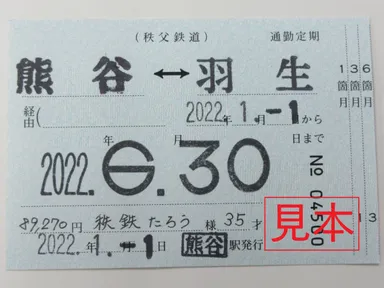 (秩父鉄道) 通勤定期
熊谷 ↔ 羽生
1箇月 3箇月 6箇月
経由(
2022年1月-1から
年 月 日まで
2022.6.30
No 04500
89,270円 秩鉄たろう 様 35才
見本
1 3
2022年1月-1日 熊谷駅発行